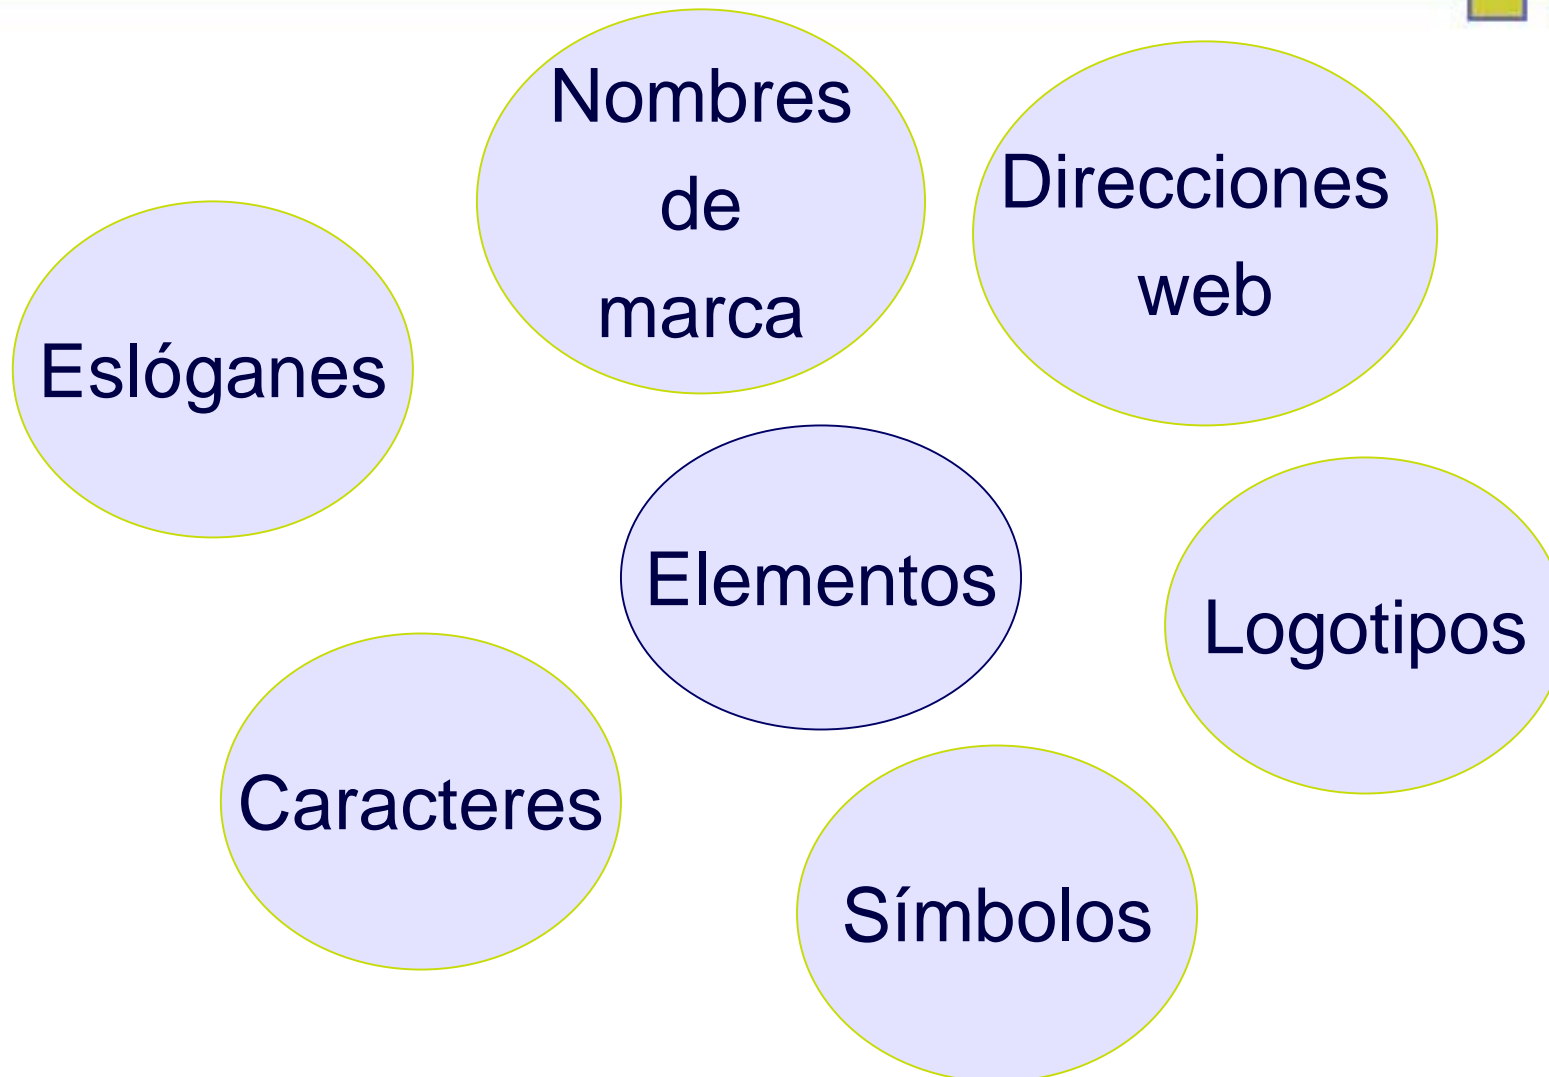 Nombres
de
marca
Direcciones
web
Eslóganes
Elementos
Logotipos
Caracteres
Símbolos